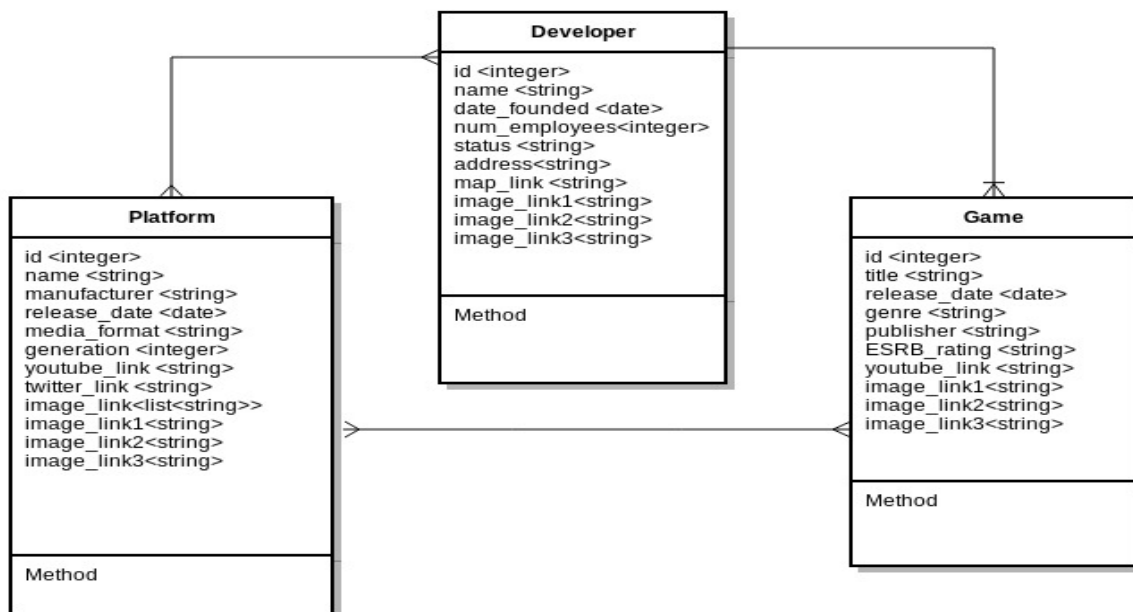 Developer
id <integer>
name <string>
date_founded <date>
num_employees<integer>
status <string>
address<string>
map_link <string>
image_link1<string>
image_link2<string>
image_link3<string>
Method
Platform
id <integer>
name <string>
manufacturer <string>
release_date <date>
media_format <string>
generation <integer>
youtube_link <string>
twitter_link <string>
image_link<list<string>>
image_link1<string>
image_link2<string>
image_link3<string>
Method
Game
id <integer>
title <string>
release_date <date>
genre <string>
publisher <string>
ESRB_rating <string>
youtube_link <string>
image_link1<string>
image_link2<string>
image_link3<string>
Method